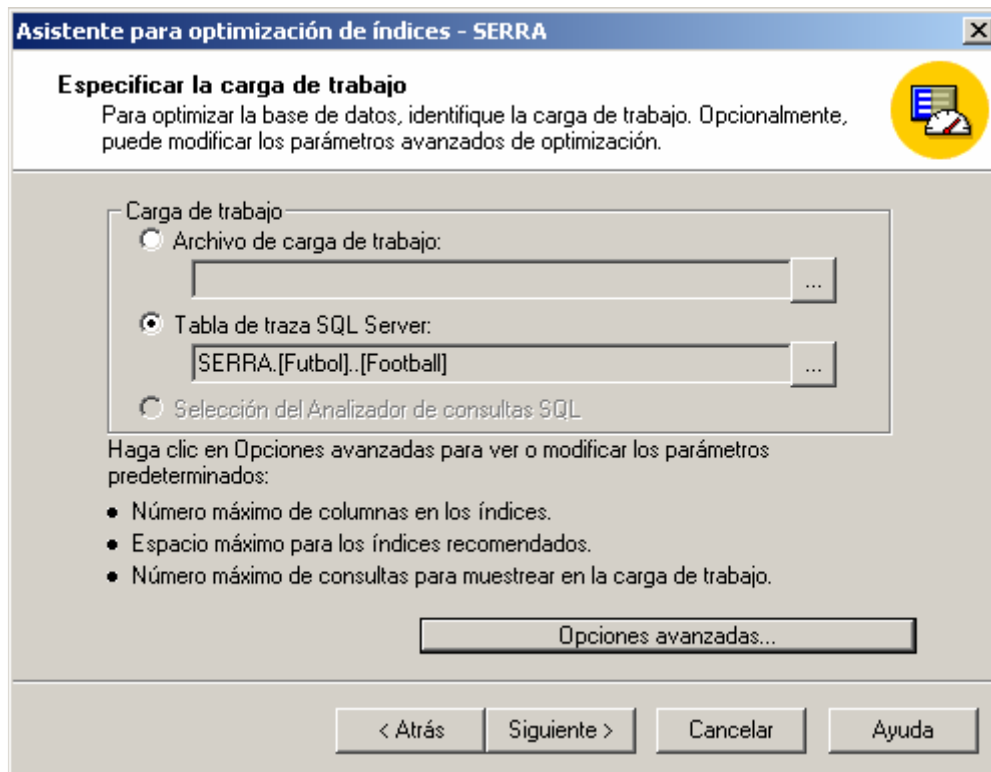 Asistente para optimización de índices - SERRA
Especificar la carga de trabajo
Para optimizar la base de datos, identifique la carga de trabajo. Opcionalmente,
puede modificar los parámetros avanzados de optimización.
Carga de trabajo
Archivo de carga de trabajo:
...
Tabla de traza SQL Server:
SERRA.[Futbol]..[Football]
...
Selección del Analizador de consultas SQL
Haga clic en Opciones avanzadas para ver o modificar los parámetros
predeterminados:
● Número máximo de columnas en los índices.
● Espacio máximo para los índices recomendados.
● Número máximo de consultas para muestrear en la carga de trabajo.
Opciones avanzadas...
< Atrás Siguiente > Cancelar Ayuda